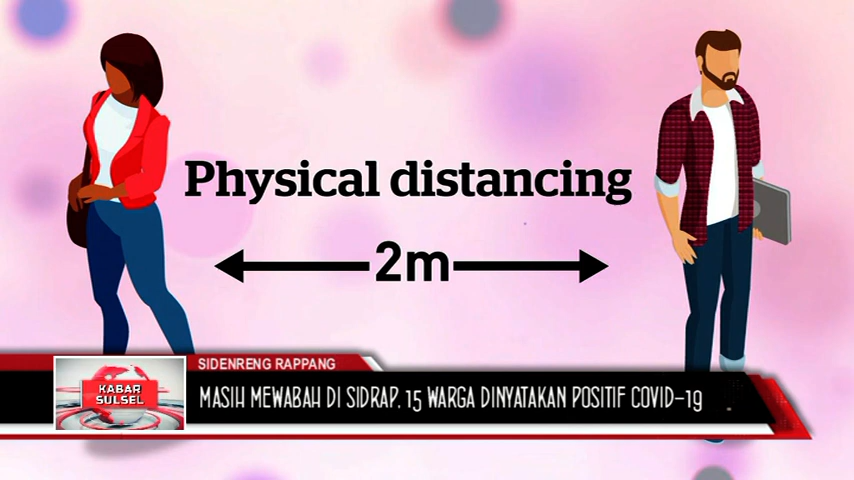 Physical distancing
2m
SIDENRENG RAPPANG
KABAR
SULSEL
MASIH MEWABAH DI SIDRAP, 15 WARGA DINYATAKAN POSITIF COVID-19